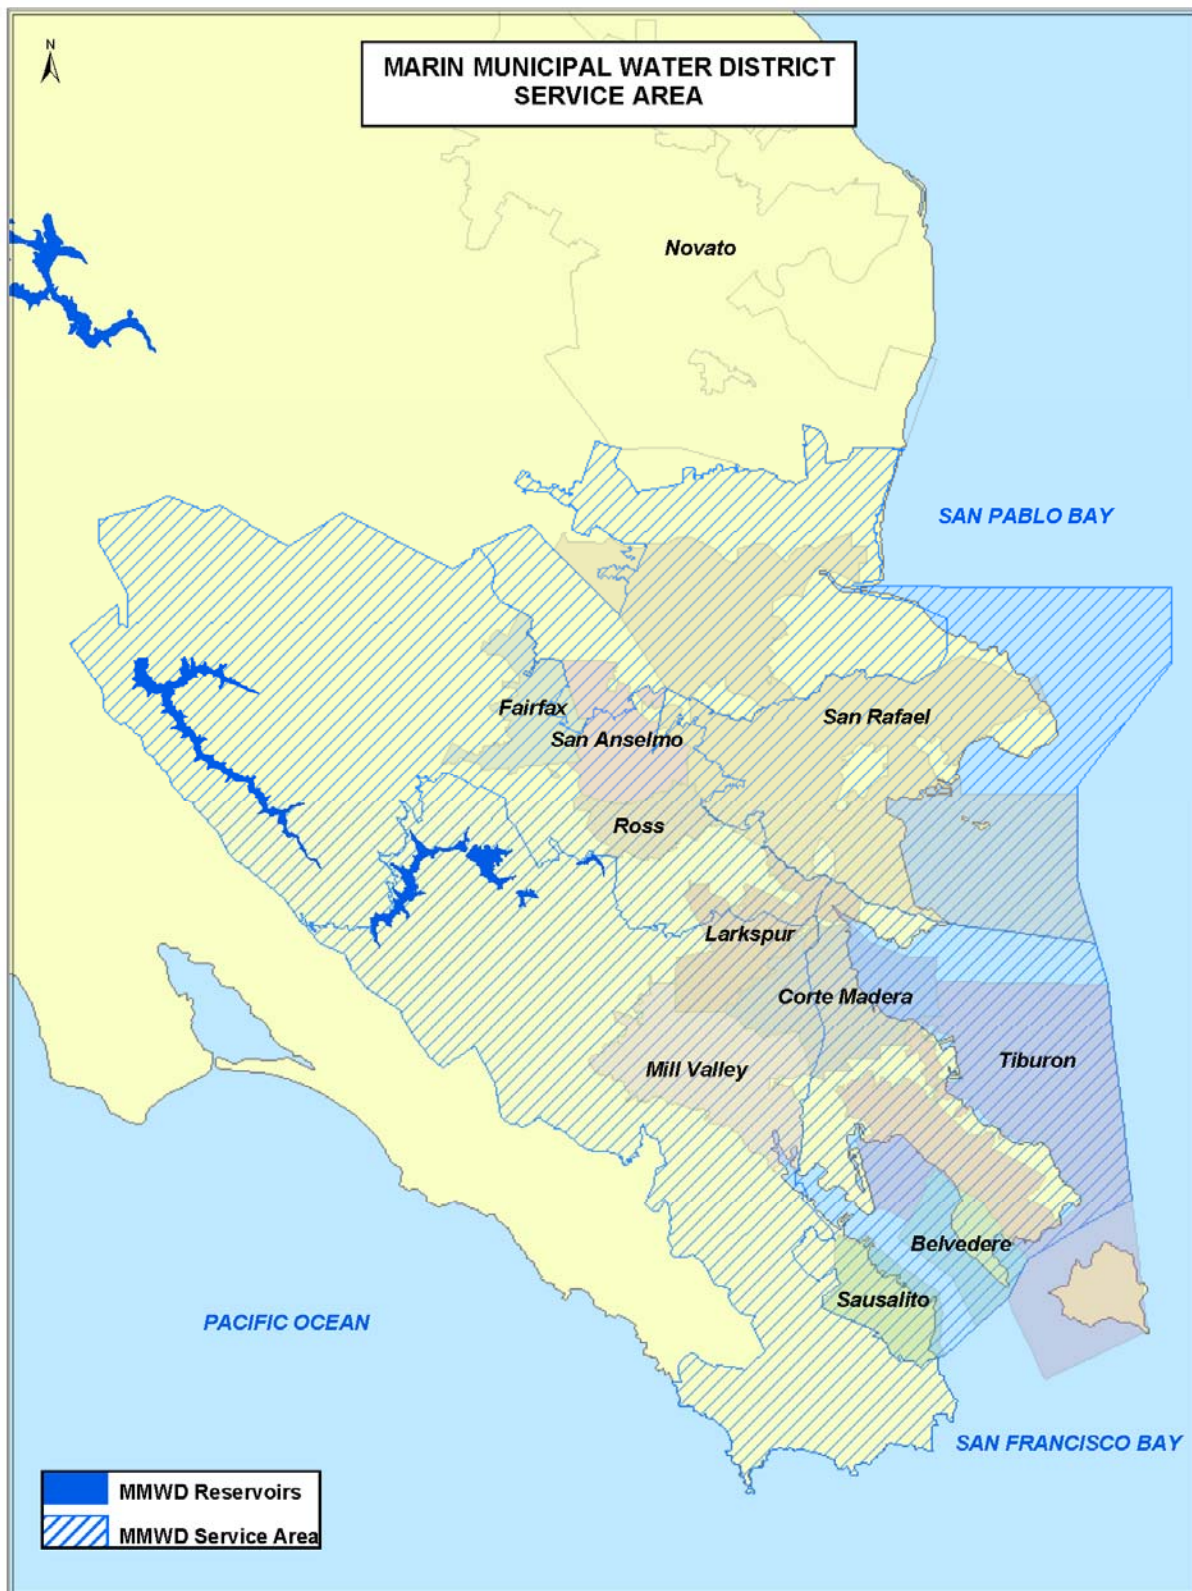 N
MARIN MUNICIPAL WATER DISTRICT
SERVICE AREA
Novato
SAN PABLO BAY
Fairfax
San Rafael
San Anselmo
Ross
Larkspur
Corte Madera
Tiburon
Mill Valley
Belvedere
Sausalito
PACIFIC OCEAN
SAN FRANCISCO BAY
MMWD Reservoirs
MMWD Service Area